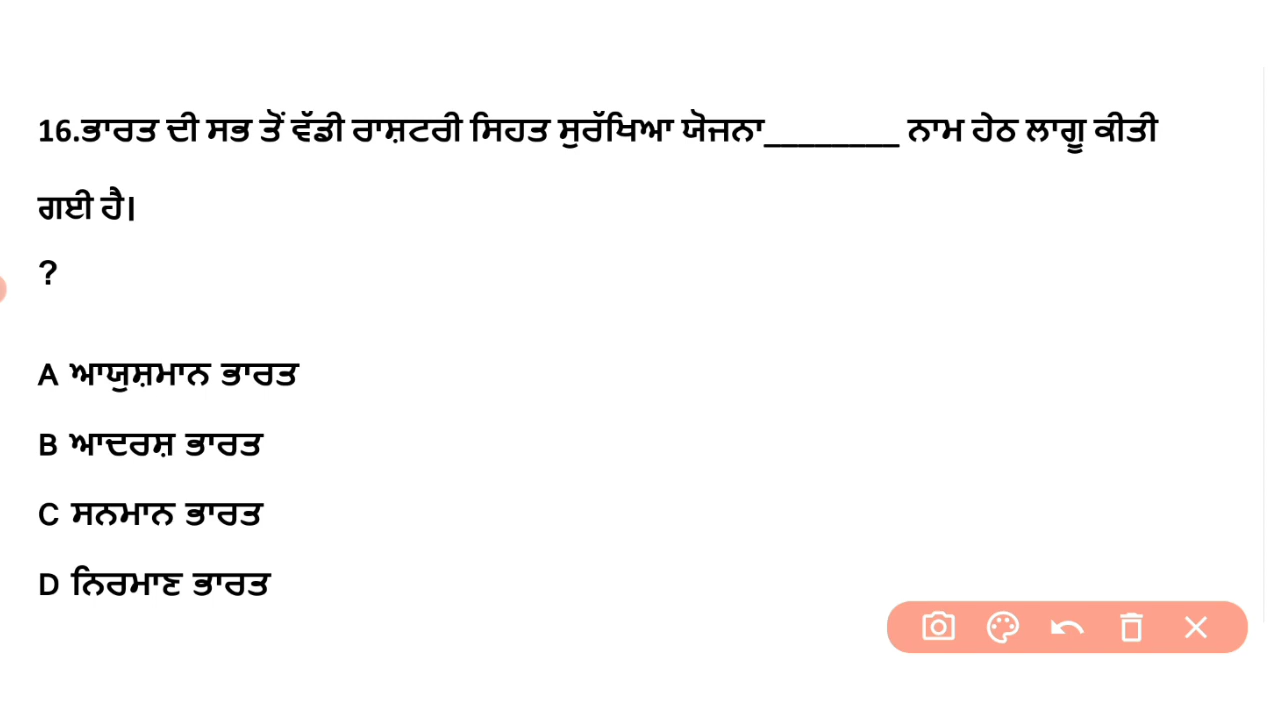 16.ਭਾਰਤ ਦੀ ਸਭ ਤੋਂ ਵੱਡੀ ਰਾਸ਼ਟਰੀ ਸਿਹਤ ਸੁਰੱਖਿਆ ਯੋਜਨਾ________ ਨਾਮ ਹੇਠ ਲਾਗੂ ਕੀਤੀ
ਗਈ ਹੈ।
?
A ਆਯੁਸ਼ਮਾਨ ਭਾਰਤ
B ਆਦਰਸ਼ ਭਾਰਤ
C ਸਨਮਾਨ ਭਾਰਤ
D ਨਿਰਮਾਣ ਭਾਰਤ